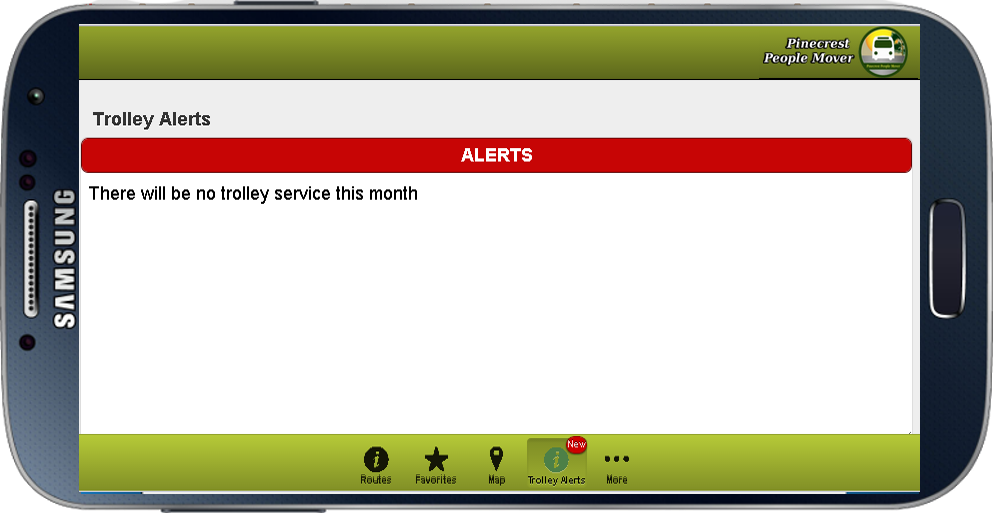 Pinecrest
People Mover
Trolley Alerts
ALERTS
There will be no trolley service this month
SAMSUNG
New
Routes
Favorites
Map
Trolley Alerts
More